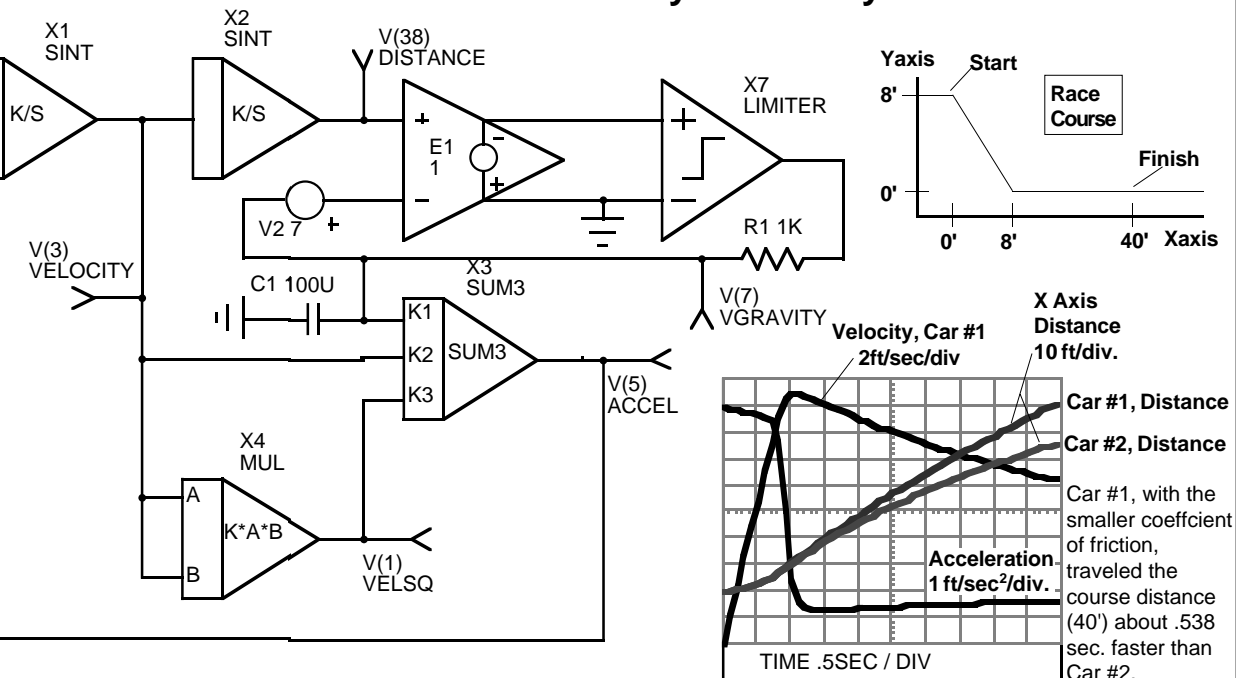 X1
SINT
X2
SINT
V(38)
DISTANCE
X7
LIMITER
K/S
K/S
+
E1
1
-
+
−
+
−
V2 7
+
R1 1K
V(3)
VELOCITY
C1 100U
X3
SUM3
K1
K2
K3
SUM3
V(7)
VGRAVITY
V(5)
ACCEL
X4
MUL
A
B
K*A*B
V(1)
VELSQ
Yaxis
Start
8'
Race
Course
Finish
0'
0'
8'
40'
Xaxis
X Axis
Distance
10 ft/div.
Velocity, Car #1
2ft/sec/div
Car #1, Distance
Car #2, Distance
Acceleration
1 ft/sec2/div.
TIME .5SEC / DIV
Car #1, with the
smaller coeffcient
of friction,
traveled the
course distance
(40') about .538
sec. faster than
Car #2.